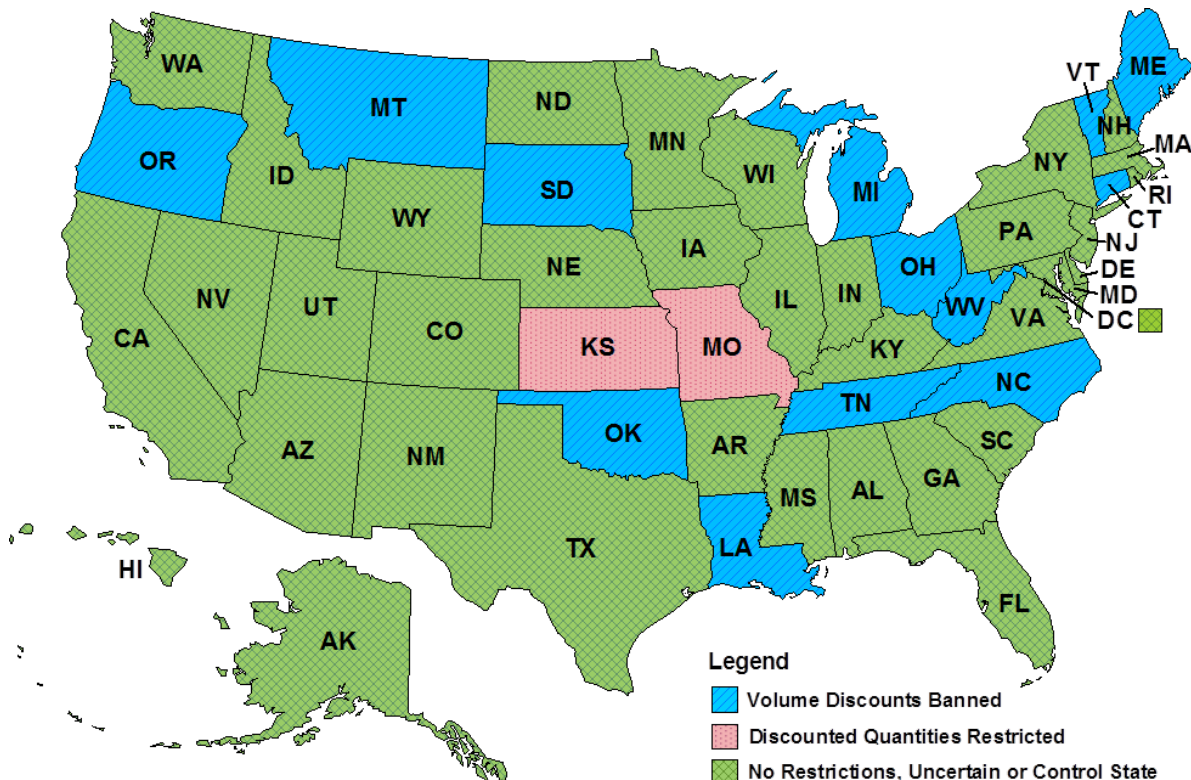 WA
MT
ND
MN
VT
ME
NH
MA
OR
ID
SD
WI
MI
NY
RI
CT
WY
IA
PA
NJ
NE
OH
DE
MD
NV
UT
CO
IL
IN
WV
VA
DC
CA
KS
MO
KY
NC
TN
OK
AR
SC
AZ
NM
MS
AL
GA
TX
LA
HI
FL
AK
Legend
Volume Discounts Banned
Discounted Quantities Restricted
No Restrictions, Uncertain or Control State